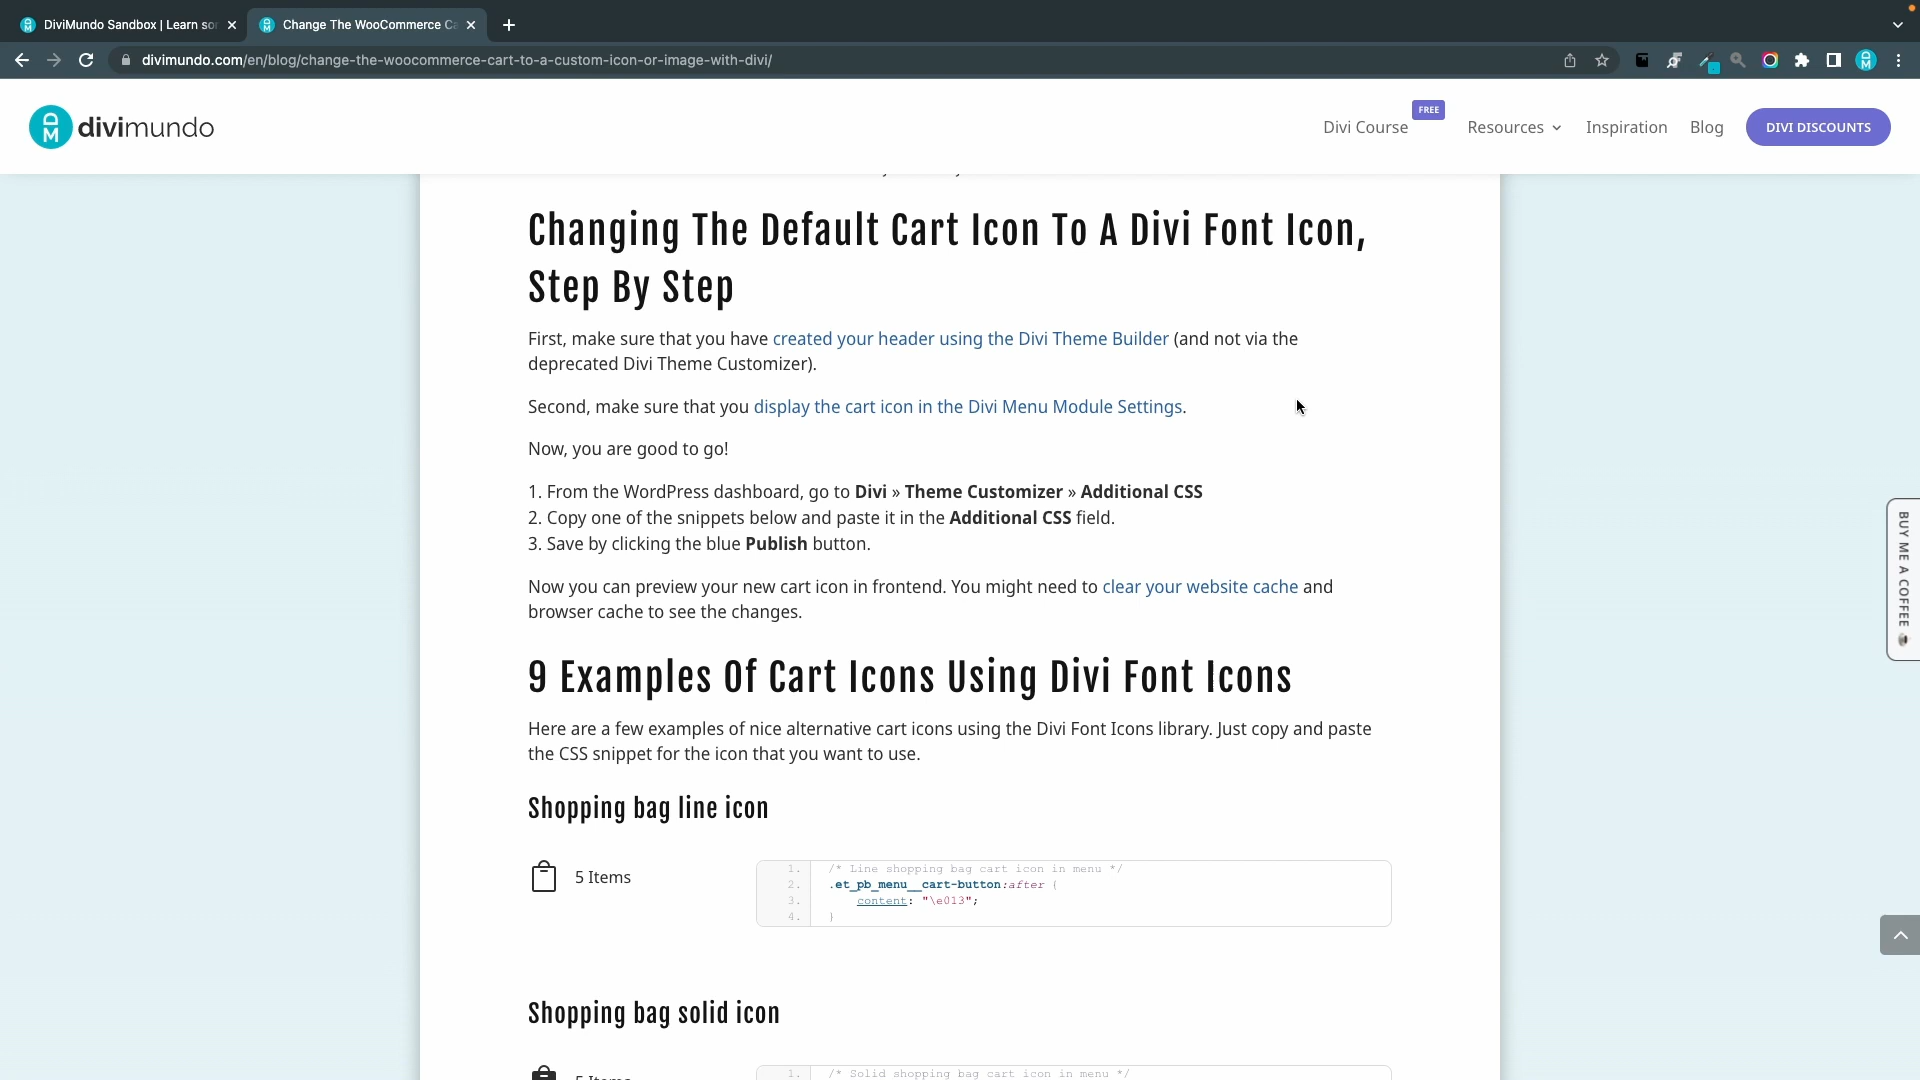 DiviMundo Sandbox | Learn so
Change The WooCommerce Ca
divimundo.com/en/blog/change-the-woocommerce-cart-to-a-custom-icon-or-image-with-divi/
divimundo
Divi Course
FREE
Resources
Inspiration
Blog
DIVI DISCOUNTS
Changing The Default Cart Icon To A Divi Font Icon,
Step By Step
First, make sure that you have created your header using the Divi Theme Builder (and not via the
deprecated Divi Theme Customizer).
Second, make sure that you display the cart icon in the Divi Menu Module Settings.
Now, you are good to go!
1. From the WordPress dashboard, go to Divi » Theme Customizer » Additional CSS
2. Copy one of the snippets below and paste it in the Additional CSS field.
3. Save by clicking the blue Publish button.
Now you can preview your new cart icon in frontend. You might need to clear your website cache and
browser cache to see the changes.
9 Examples Of Cart Icons Using Divi Font Icons
Here are a few examples of nice alternative cart icons using the Divi Font Icons library. Just copy and paste
the CSS snippet for the icon that you want to use.
Shopping bag line icon
5 Items
1. /* Line shopping bag cart icon in menu */
2. .et_pb_menu__cart-button:after {
3. content: "\e013";
4. }
Shopping bag solid icon
5 Items
1. /* Solid shopping bag cart icon in menu */
BUY ME A COFFEE